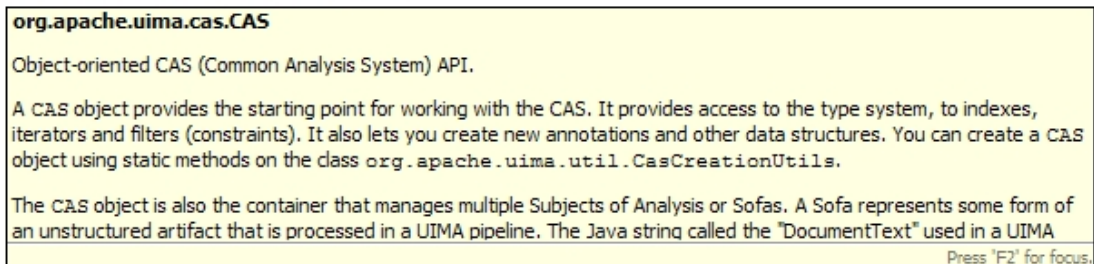 org.apache.uima.cas.CAS
Object-oriented CAS (Common Analysis System) API.
A CAS object provides the starting point for working with the CAS. It provides access to the type system, to indexes,
iterators and filters (constraints). It also lets you create new annotations and other data structures. You can create a CAS
object using static methods on the class org.apache.uima.util.CasCreationUtils.
The CAS object is also the container that manages multiple Subjects of Analysis or Sofas. A Sofa represents some form of
an unstructured artifact that is processed in a UIMA pipeline. The Java string called the "DocumentText" used in a UIMA
Press 'F2' for focus.